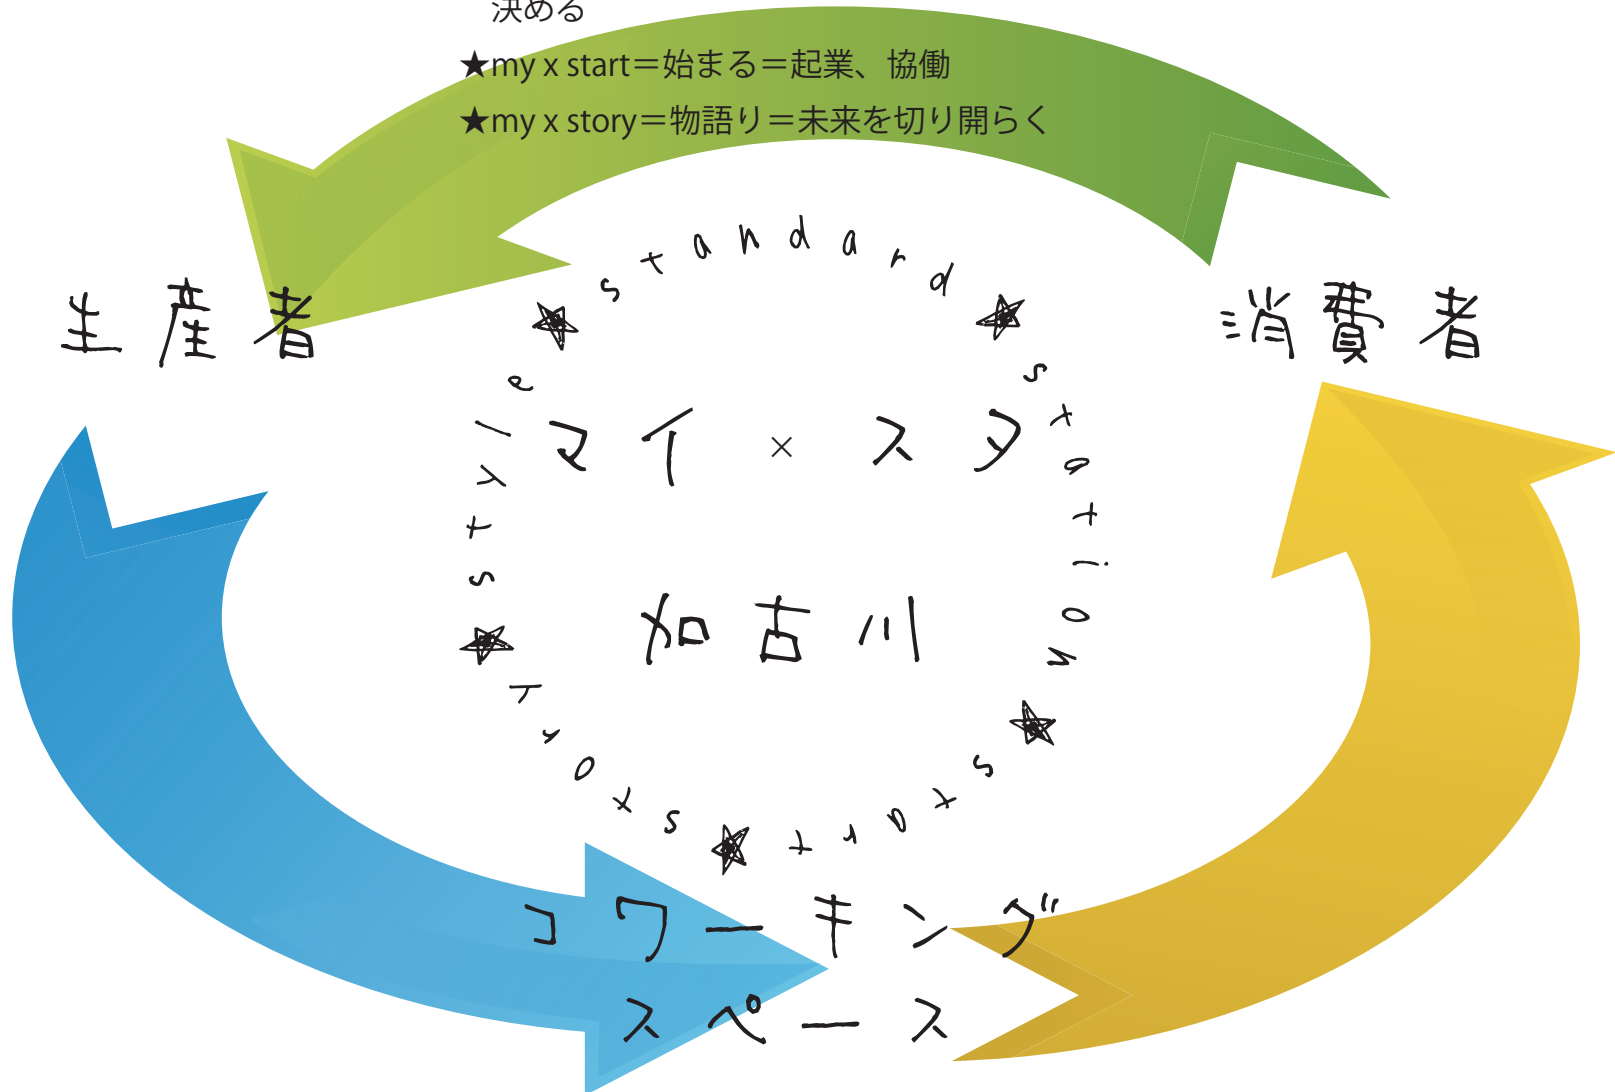 決める
★my x start＝始まる＝起業、協働
★my x story＝物語り＝未来を切り開らく
standard★station★start★story★style★
生産者
消費者
マイ×スタ
加古川
コワーキング
スペース